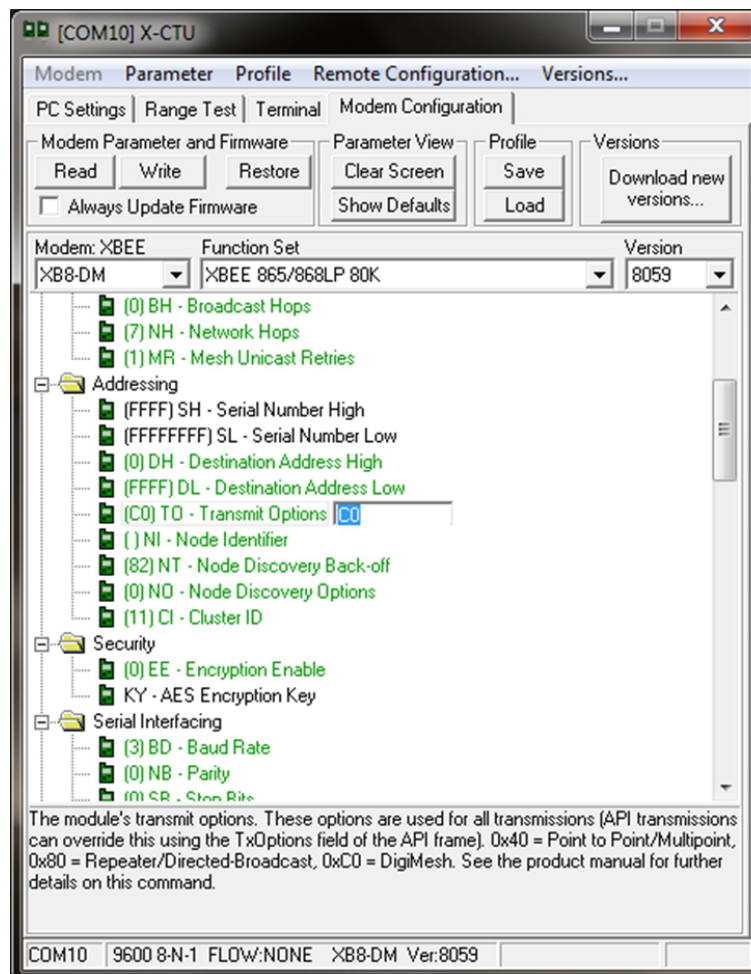 [COM10] X-CTU
Modem Parameter Profile Remote Configuration... Versions...
PC Settings Range Test Terminal Modem Configuration
Modem Parameter and Firmware Parameter View Profile Versions
Read Write Restore Clear Screen Save Download new versions...
Always Update Firmware Show Defaults Load
Modem: XBEE Function Set Version
XB8-DM XBEE 865/868LP 80K 8059
(0) BH - Broadcast Hops
(7) NH - Network Hops
(1) MR - Mesh Unicast Retries
Addressing
(FFFF) SH - Serial Number High
(FFFFFFFF) SL - Serial Number Low
(0) DH - Destination Address High
(FFFF) DL - Destination Address Low
(C0) TO - Transmit Options C0
( ) NI - Node Identifier
(82) NT - Node Discovery Back-off
(0) NO - Node Discovery Options
(11) CI - Cluster ID
Security
(0) EE - Encryption Enable
KY - AES Encryption Key
Serial Interfacing
(3) BD - Baud Rate
(0) NB - Parity
(0) SB - Stop Bits
The module's transmit options. These options are used for all transmissions (API transmissions
can override this using the TxOptions field of the API frame). 0x40 = Point to Point/Multipoint,
0x80 = Repeater/Directed-Broadcast, 0xC0 = DigiMesh. See the product manual for further
details on this command.
COM10 9600 8-N-1 FLOW:NONE XB8-DM Ver:8059